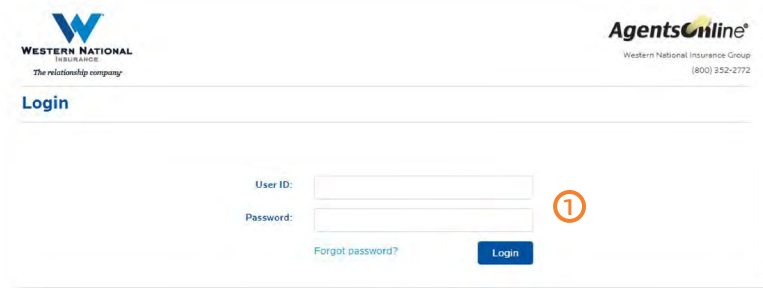 WESTERN NATIONAL
INSURANCE
The relationship company
AgentsOnline®
Western National Insurance Group
(800) 352-2772
Login
User ID:
Password:
1
Forgot password?
Login